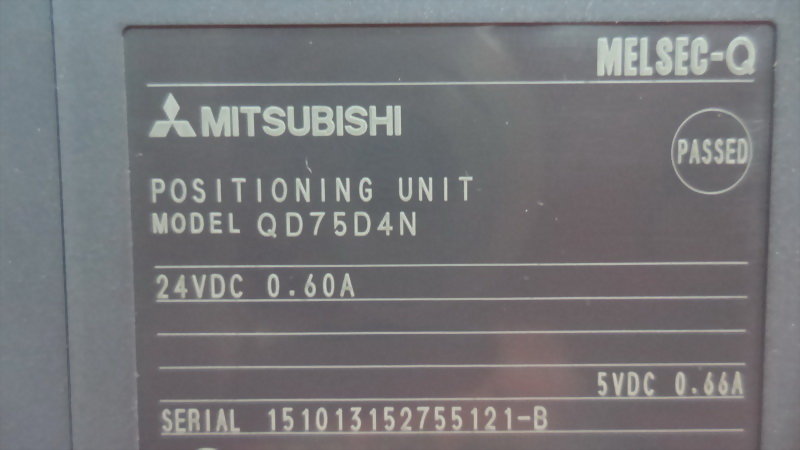 MELSEC-Q
MITSUBISHI
PASSED
POSITIONING UNIT
MODEL QD75D4N
24VDC 0.60A
5VDC 0.66A
SERIAL 151013152755121-B